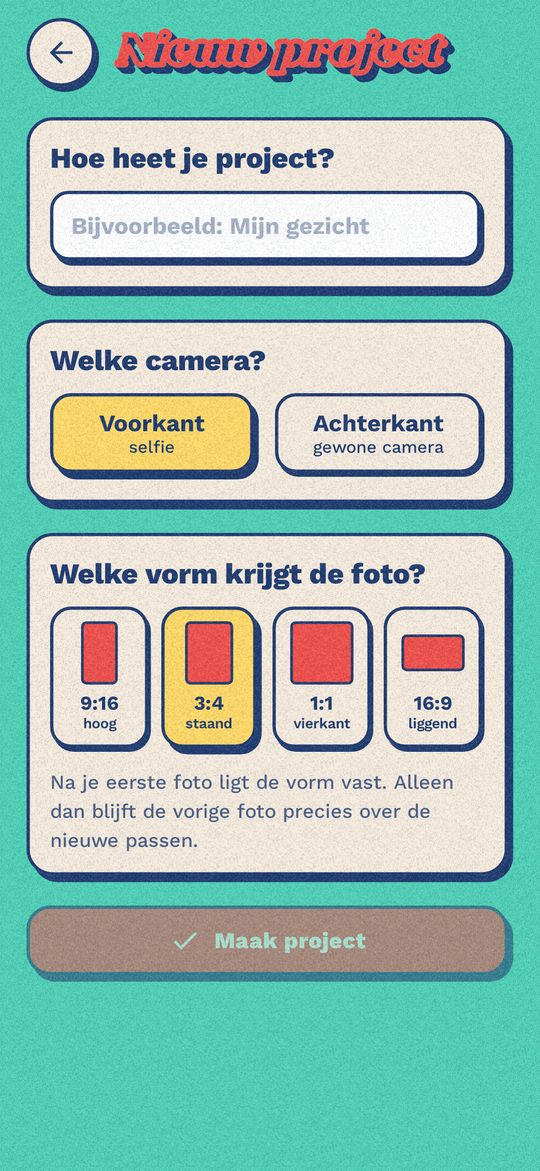 Nieuw project
Hoe heet je project?
Bijvoorbeeld: Mijn gezicht
Welke camera?
Voorkant
selfie
Achterkant
gewone camera
Welke vorm krijgt de foto?
9:16
hoog
3:4
staand
1:1
vierkant
16:9
liggend
Na je eerste foto ligt de vorm vast. Alleen
dan blijft de vorige foto precies over de
nieuwe passen.
Maak project